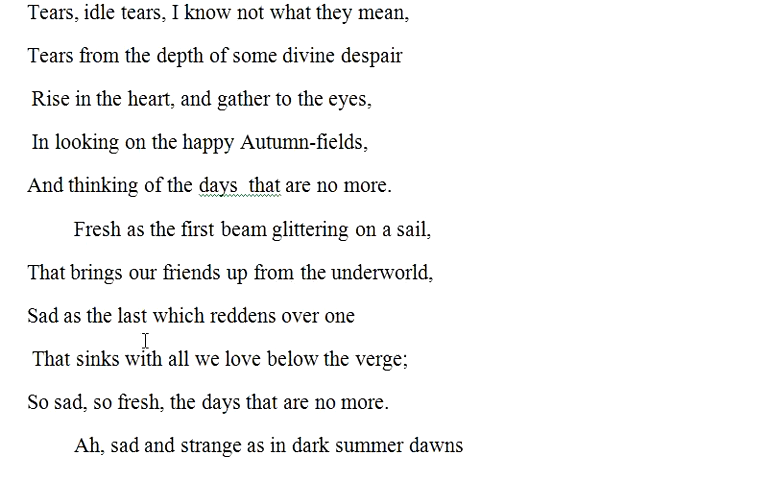 Tears, idle tears, I know not what they mean,
Tears from the depth of some divine despair
Rise in the heart, and gather to the eyes,
In looking on the happy Autumn-fields,
And thinking of the days  that are no more.
Fresh as the first beam glittering on a sail,
That brings our friends up from the underworld,
Sad as the last which reddens over one
That sinks with all we love below the verge;
So sad, so fresh, the days that are no more.
Ah, sad and strange as in dark summer dawns